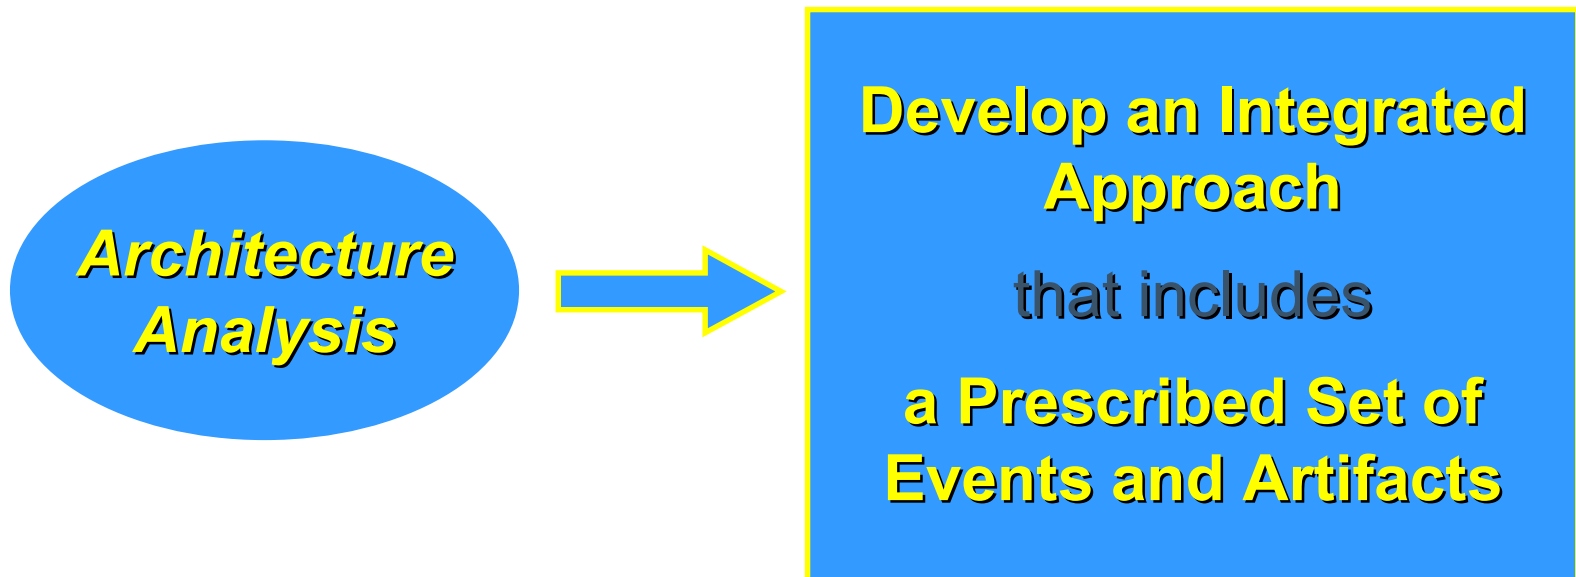 Architecture
Analysis
Develop an Integrated
Approach
that includes
a Prescribed Set of
Events and Artifacts